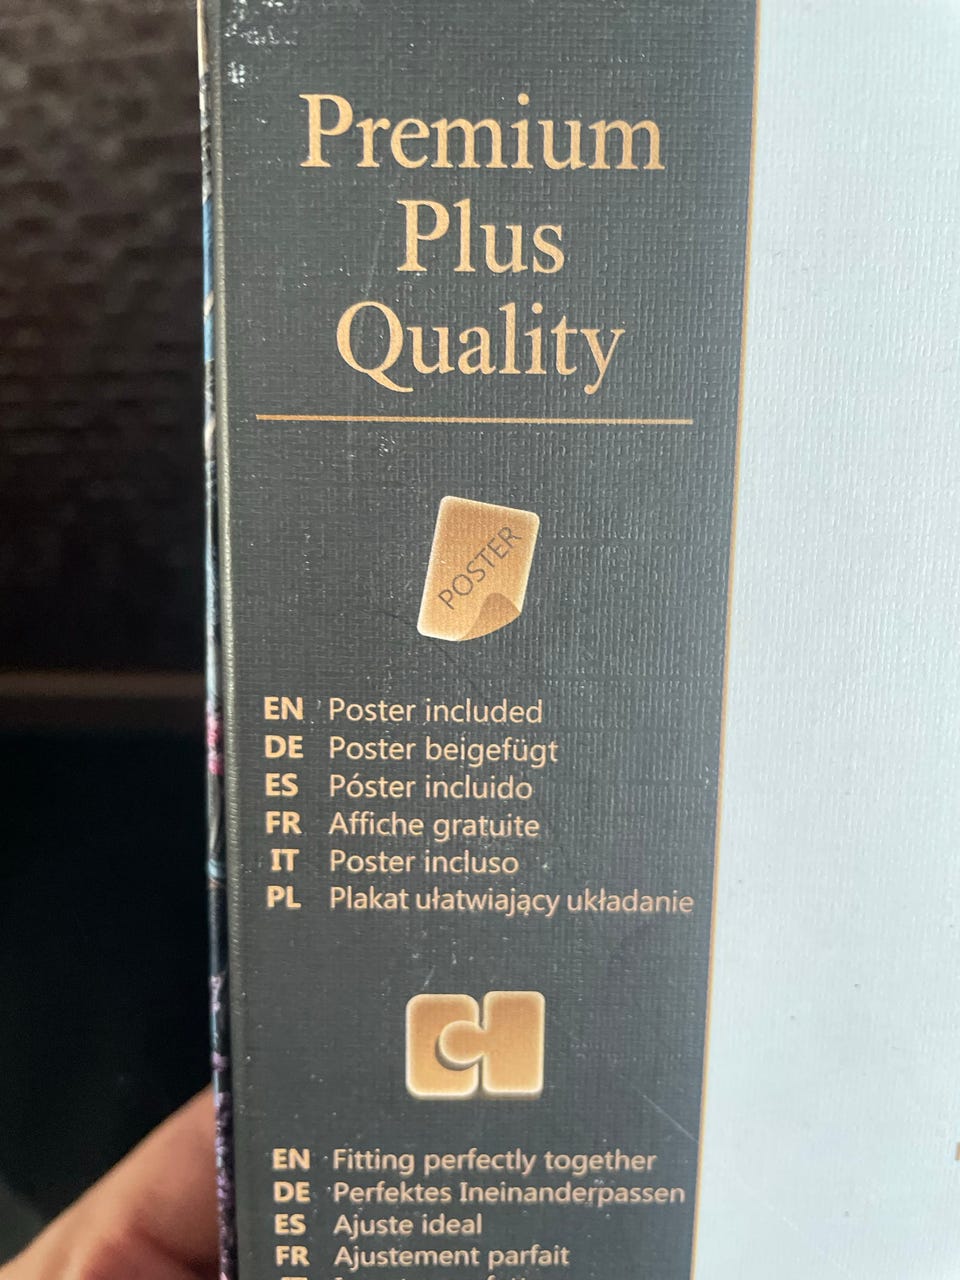 Premium
Plus
Quality
POSTER
EN Poster included
DE Poster beigefügt
ES Póster incluido
FR Affiche gratuite
IT Poster incluso
PL Plakat ułatwiający układanie
EN Fitting perfectly together
DE Perfektes Ineinanderpassen
ES Ajuste ideal
FR Ajustement parfait